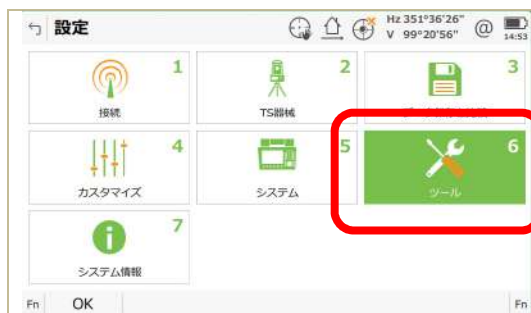 設定
Hz 351°36'26"
V 99°20'56"
@
14:53
1
接続
2
TS器械
3
4
カスタマイズ
5
システム
6
ツール
7
システム情報
Fn OK Fn